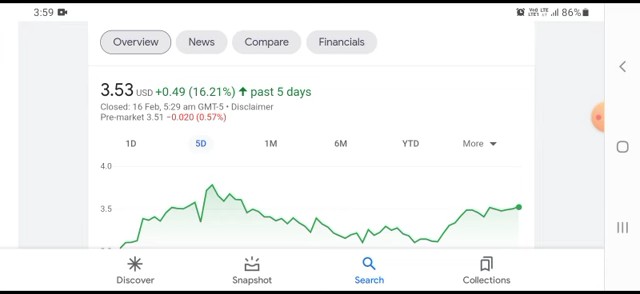 3:59 86%
Overview News Compare Financials
3.53 USD +0.49 (16.21%) past 5 days
Closed: 16 Feb, 5:29 am GMT-5 • Disclaimer
Pre-market 3.51 −0.020 (0.57%)
1D 5D 1M 6M YTD More
4.0
3.5
Discover Snapshot Search Collections